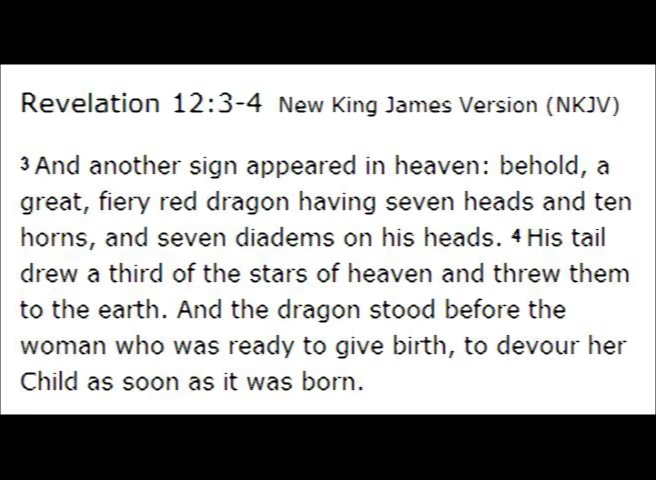 Revelation 12:3-4 New King James Version (NKJV)
3 And another sign appeared in heaven: behold, a
great, fiery red dragon having seven heads and ten
horns, and seven diadems on his heads. 4 His tail
drew a third of the stars of heaven and threw them
to the earth. And the dragon stood before the
woman who was ready to give birth, to devour her
Child as soon as it was born.